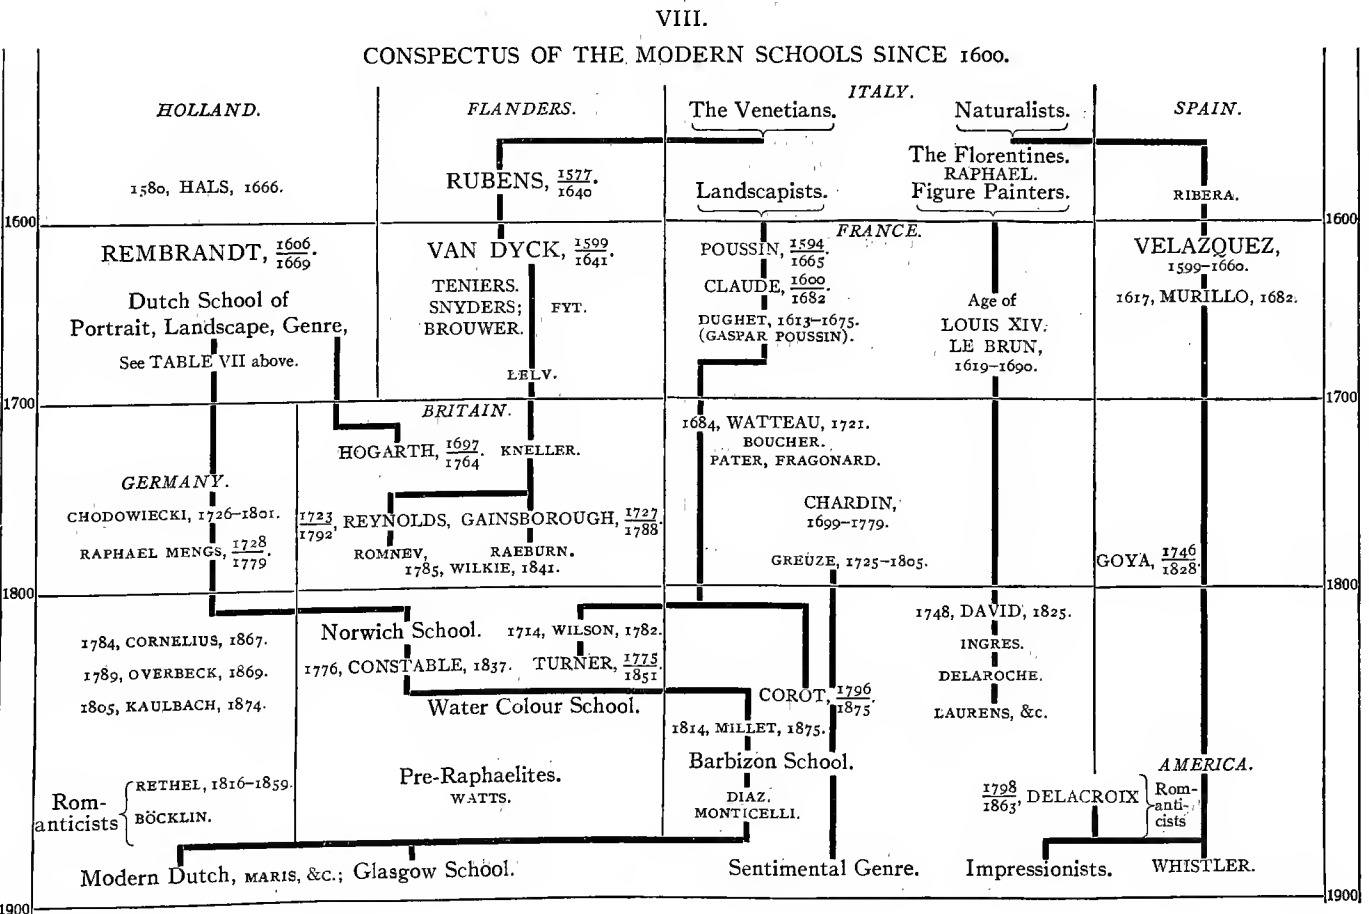 VIII.
CONSPECTUS OF THE MODERN SCHOOLS SINCE 1600.
HOLLAND.
FLANDERS.
ITALY.
The Venetians.
Naturalists.
SPAIN.
The Florentines.
RAPHAEL.
1580, HALS, 1666.
RUBENS, 1577/1640.
Landscapists.
Figure Painters.
RIBERA.
1600
1600
FRANCE.
REMBRANDT, 1606/1669.
VAN DYCK, 1599/1641.
POUSSIN, 1594/1665.
VELAZQUEZ,
1599-1660.
TENIERS.
SNYDERS;
FYT.
BROUWER.
CLAUDE, 1600/1682
Dutch School of
Portrait, Landscape, Genre,
See TABLE VII above.
DUGHET, 1613-1675.
(GASPAR POUSSIN).
Age of
LOUIS XIV.
LE BRUN,
1619-1690.
1617, MURILLO, 1682.
LELY.
1700
1700
BRITAIN.
HOGARTH, 1697/1764.
KNELLER.
1684, WATTEAU, 1721.
BOUCHER.
PATER, FRAGONARD.
GERMANY.
CHODOWIECKI, 1726-1801.
RAPHAEL MENGS, 1728/1779.
1723/1792, REYNOLDS,
GAINSBOROUGH, 1727/1788
ROMNEY,
RAEBURN.
1785, WILKIE, 1841.
CHARDIN,
1699-1779.
GREUZE, 1725-1805.
GOYA, 1746/1828.
1800
1800
1784, CORNELIUS, 1867.
1789, OVERBECK, 1869.
1805, KAULBACH, 1874.
Norwich School.
1714, WILSON, 1782.
1776, CONSTABLE, 1837.
TURNER, 1775/1851
Water Colour School.
1748, DAVID, 1825.
INGRES.
DELAROCHE.
LAURENS, &c.
COROT, 1796/1875.
1814, MILLET, 1875.
Barbizon School.
DIAZ.
MONTICELLI.
AMERICA.
Rom-
anticists
RETHEL, 1816-1859.
BÖCKLIN.
Pre-Raphaelites.
WATTS.
1798/1863, DELACROIX
Rom-
anti-
cists
Modern Dutch, MARIS, &c.; Glasgow School.
Sentimental Genre.
Impressionists.
WHISTLER.
1900
1900